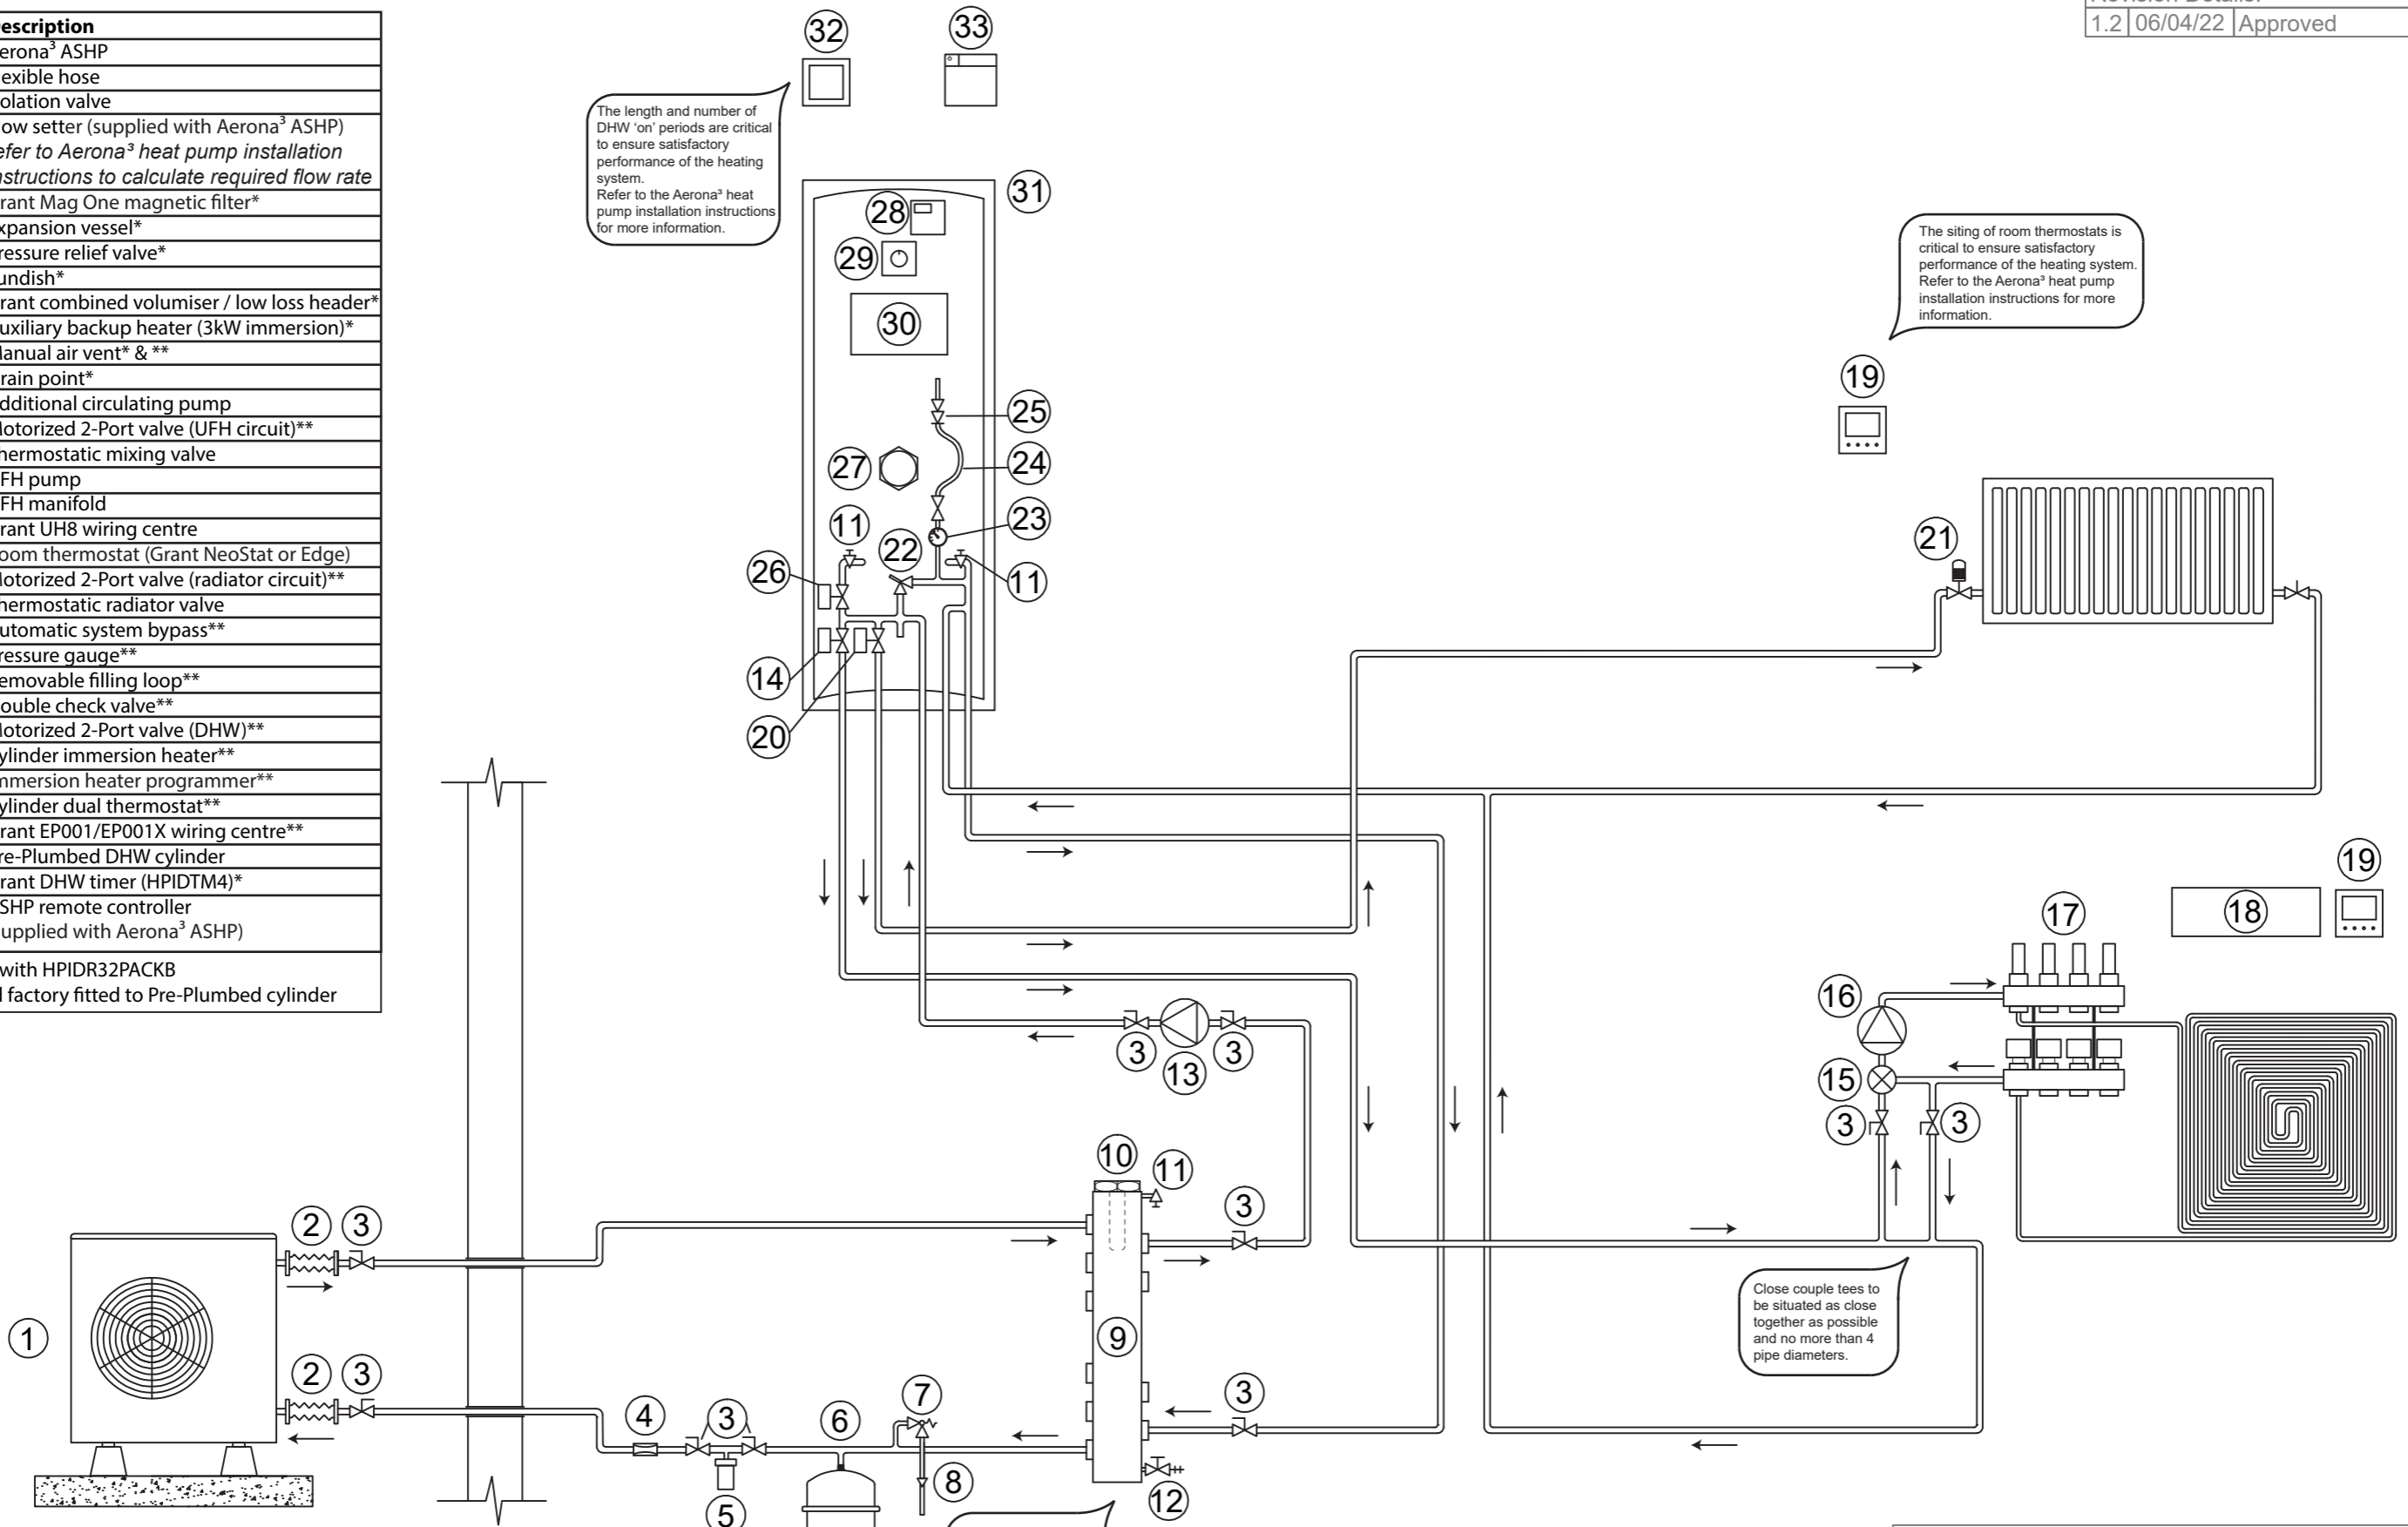 escription
erona³ ASHP
lexible hose
olation valve
ow setter (supplied with Aerona³ ASHP)
efer to Aerona³ heat pump installation
nstructions to calculate required flow rate
rant Mag One magnetic filter*
xpansion vessel*
ressure relief valve*
undish*
rant combined volumiser / low loss header*
uxiliary backup heater (3kW immersion)*
Manual air vent* & **
rain point*
dditional circulating pump
Motorized 2-Port valve (UFH circuit)**
hermostatic mixing valve
FH pump
FH manifold
rant UH8 wiring centre
oom thermostat (Grant NeoStat or Edge)
Motorized 2-Port valve (radiator circuit)**
hermostatic radiator valve
utomatic system bypass**
ressure gauge**
emovable filling loop**
ouble check valve**
Motorized 2-Port valve (DHW)**
ylinder immersion heater**
mmersion heater programmer**
ylinder dual thermostat**
rant EP001/EP001X wiring centre**
re-Plumbed DHW cylinder
rant DHW timer (HPIDTM4)*
SHP remote controller
upplied with Aerona³ ASHP)
with HPIDR32PACKB
d factory fitted to Pre-Plumbed cylinder
1.2 06/04/22 Approved
32
33
The length and number of
DHW ‘on’ periods are critical
to ensure satisfactory
performance of the heating
system.
Refer to the Aerona³ heat
pump installation instructions
for more information.
31
28
29
30
25
27
24
23
11
22
26
11
14
20
The siting of room thermostats is
critical to ensure satisfactory
performance of the heating system.
Refer to the Aerona³ heat pump
installation instructions for more
information.
19
21
19
17
18
16
15
3
3
3
13
3
10
11
3
2
3
1
9
2
3
4
3
6
7
3
5
8
12
Close couple tees to
be situated as close
together as possible
and no more than 4
pipe diameters.